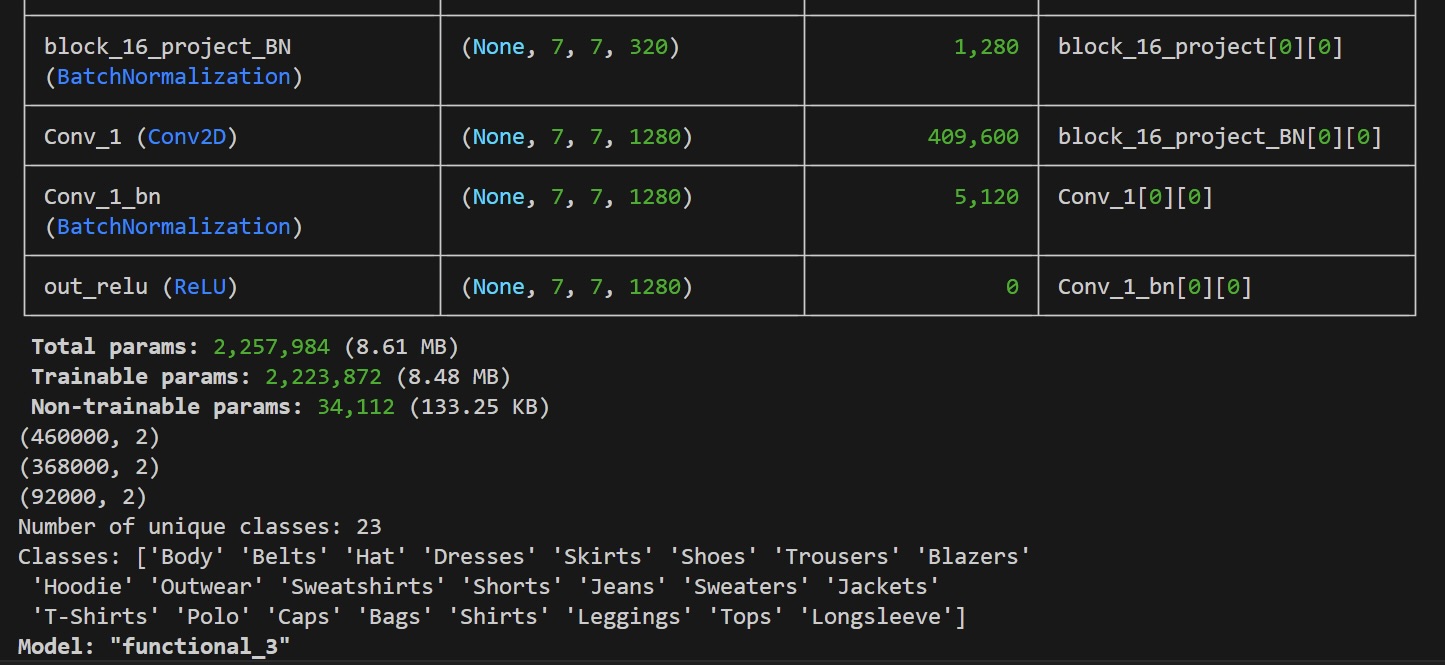 block_16_project_BN (None, 7, 7, 320) 1,280 block_16_project[0][0]
(BatchNormalization)
Conv_1 (Conv2D) (None, 7, 7, 1280) 409,600 block_16_project_BN[0][0]
Conv_1_bn (None, 7, 7, 1280) 5,120 Conv_1[0][0]
(BatchNormalization)
out_relu (ReLU) (None, 7, 7, 1280) 0 Conv_1_bn[0][0]
Total params: 2,257,984 (8.61 MB)
Trainable params: 2,223,872 (8.48 MB)
Non-trainable params: 34,112 (133.25 KB)
(460000, 2)
(368000, 2)
(92000, 2)
Number of unique classes: 23
Classes: ['Body' 'Belts' 'Hat' 'Dresses' 'Skirts' 'Shoes' 'Trousers' 'Blazers'
'Hoodie' 'Outwear' 'Sweatshirts' 'Shorts' 'Jeans' 'Sweaters' 'Jackets'
'T-Shirts' 'Polo' 'Caps' 'Bags' 'Shirts' 'Leggings' 'Tops' 'Longsleeve']
Model: "functional_3"